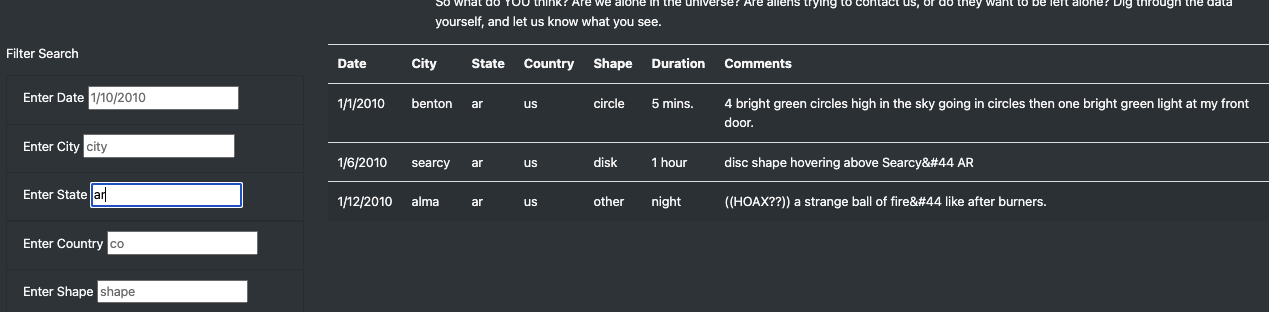 So what do YOU think? Are we alone in the universe? Are aliens trying to contact us, or do they want to be left alone? Dig through the data
yourself, and let us know what you see.
Filter Search
Enter Date 1/10/2010
Enter City city
Enter State ar
Enter Country co
Enter Shape shape
Date City State Country Shape Duration Comments
1/1/2010 benton ar us circle 5 mins. 4 bright green circles high in the sky going in circles then one bright green light at my front
door.
1/6/2010 searcy ar us disk 1 hour disc shape hovering above Searcy&#44 AR
1/12/2010 alma ar us other night ((HOAX??)) a strange ball of fire&#44 like after burners.